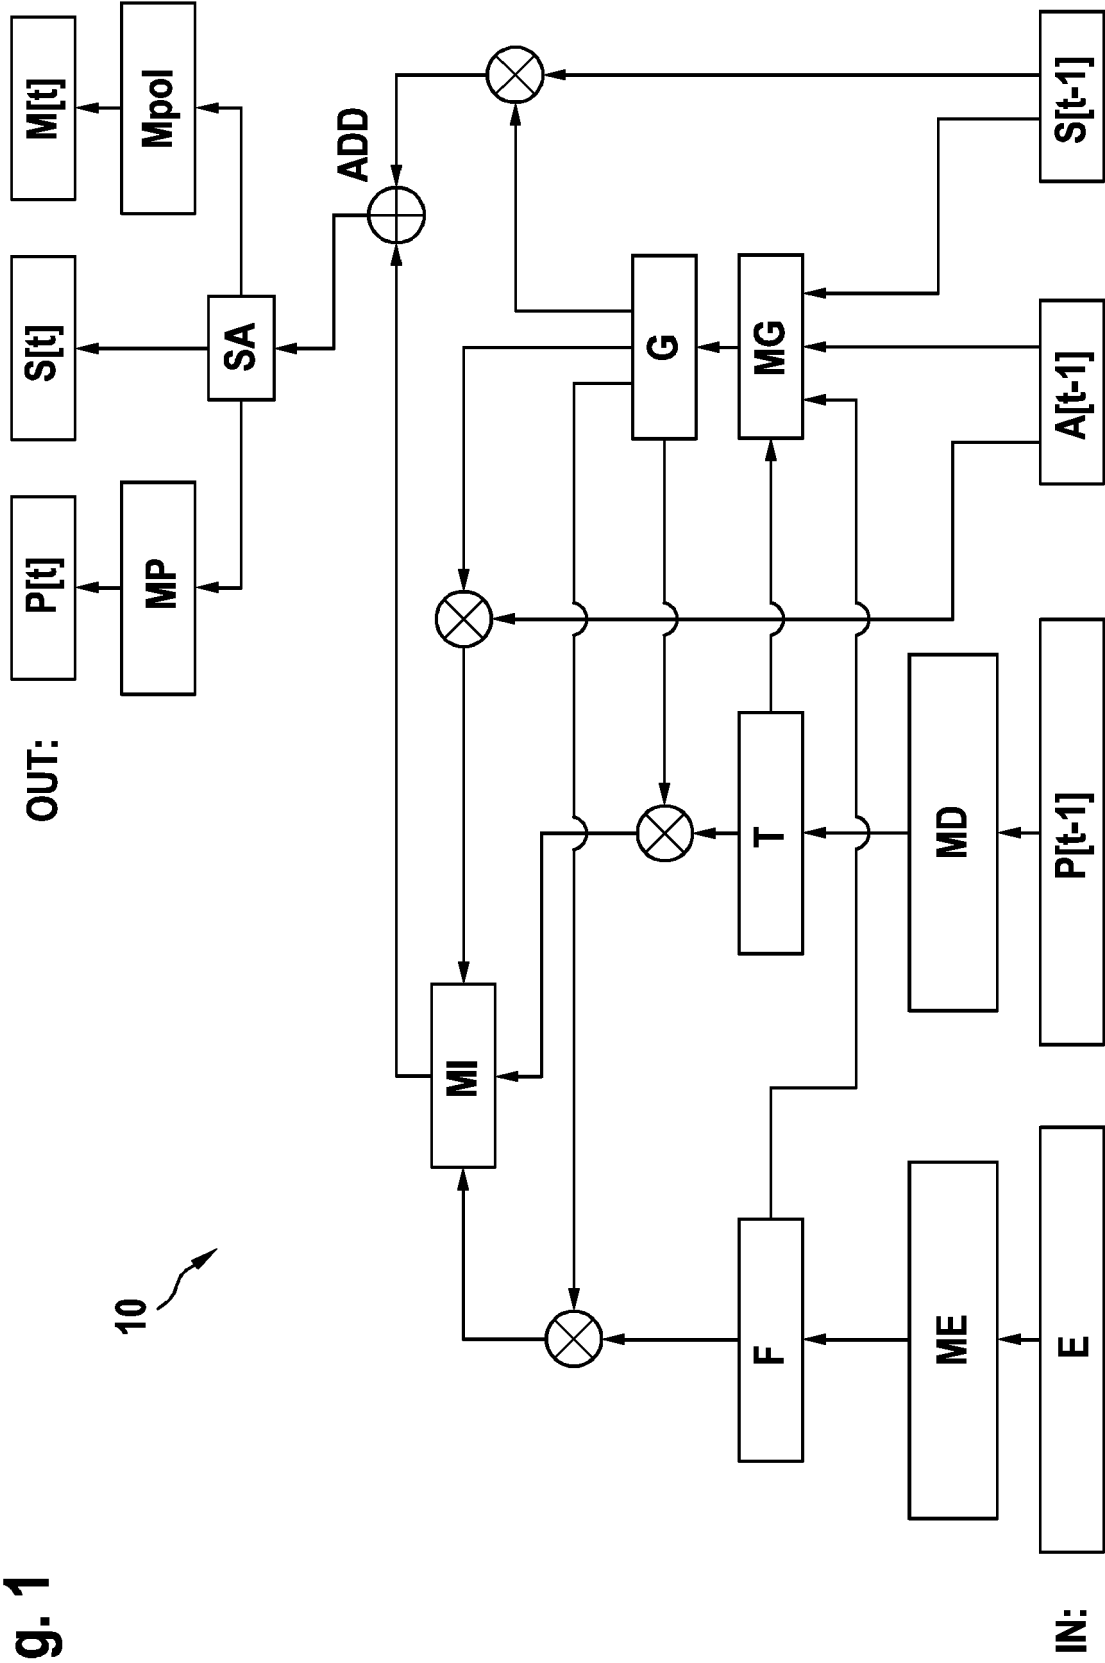 g. 1
10
OUT:
P[t]
S[t]
M[t]
MP
SA
Mpol
ADD
MI
G
F
T
MG
ME
MD
IN:
E
P[t-1]
A[t-1]
S[t-1]